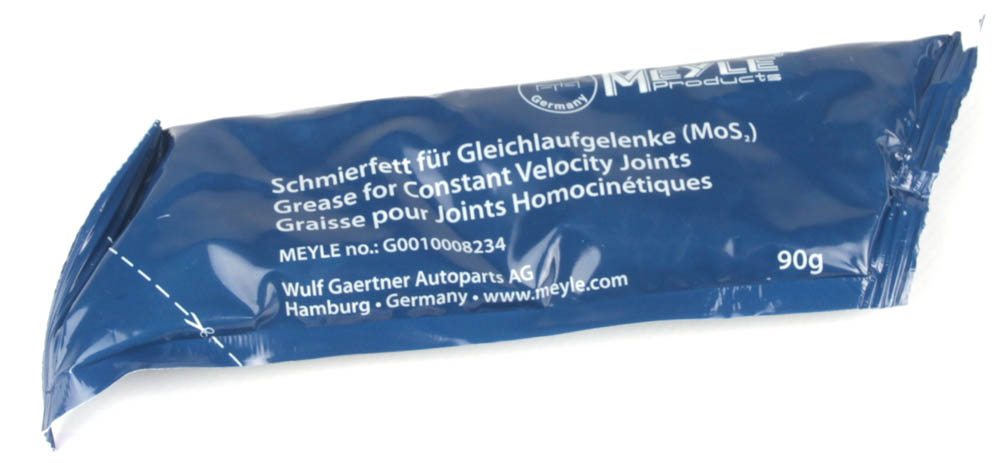 Germany
MEYLE®
Products
Schmierfett für Gleichlaufgelenke (MoS₂)
Grease for Constant Velocity Joints
Graisse pour Joints Homocinétiques
MEYLE no.: G0010008234
90g
Wulf Gaertner Autoparts AG
Hamburg • Germany • www.meyle.com